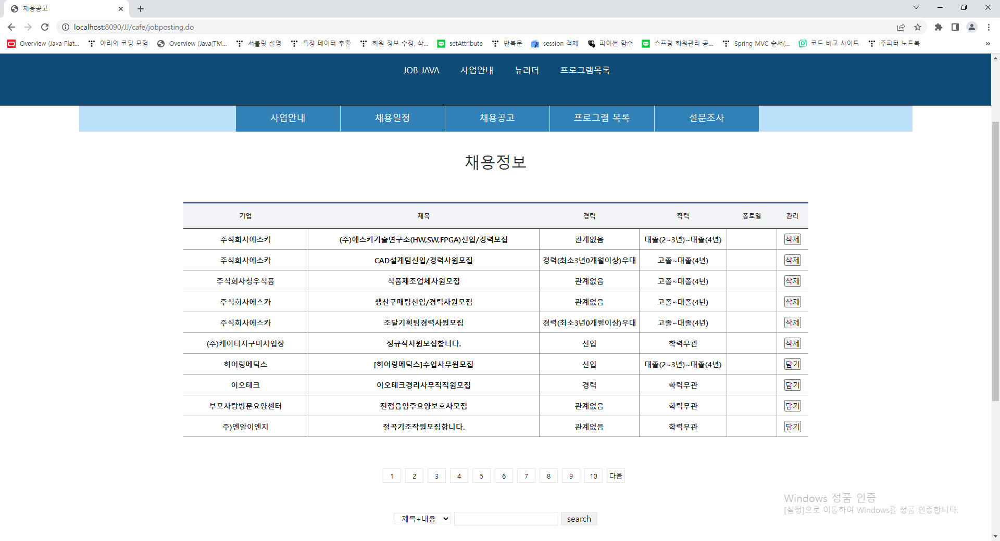 채용공고
localhost:8090/JJ/cafe/jobposting.do
Overview (Java Plat... 아리의 코딩 모험 Overview (Java(TM... 서블릿 설명 특정 데이터 추출 회원 정보 수정, 삭... setAttribute 반복문 session 객체 파이썬 함수 스프링 회원관리 공... Spring MVC 순서(... 코드 비교 사이트 주피터 노트북 »
JOB-JAVA 사업안내 뉴리더 프로그램목록
사업안내 채용일정 채용공고 프로그램 목록 설문조사
채용정보
기업 제목 경력 학력 종료일 관리
주식회사에스카 (주)에스카기술연구소(HW,SW,FPGA)신입/경력모집 관계없음 대졸(2~3년)~대졸(4년) 삭제
주식회사에스카 CAD설계팀신입/경력사원모집 경력(최소3년0개월이상)우대 고졸~대졸(4년) 삭제
주식회사청우식품 식품제조업체사원모집 관계없음 고졸~대졸(4년) 삭제
주식회사에스카 생산구매팀신입/경력사원모집 관계없음 고졸~대졸(4년) 삭제
주식회사에스카 조달기획팀경력사원모집 경력(최소3년0개월이상)우대 고졸~대졸(4년) 삭제
(주)케이티지구미사업장 정규직사원모집합니다. 신입 학력무관 삭제
히어링메딕스 [히어링메딕스]수입사무원모집 신입 대졸(2~3년)~대졸(4년) 담기
이오테크 이오테크경리사무직직원모집 경력 학력무관 담기
부모사랑방문요양센터 진접읍입주요양보호사모집 관계없음 학력무관 담기
주)엔알이엔지 절곡기조작원모집합니다. 관계없음 학력무관 담기
1 2 3 4 5 6 7 8 9 10 다음
Windows 정품 인증
[설정]으로 이동하여 Windows를 정품 인증합니다.
제목+내용 search